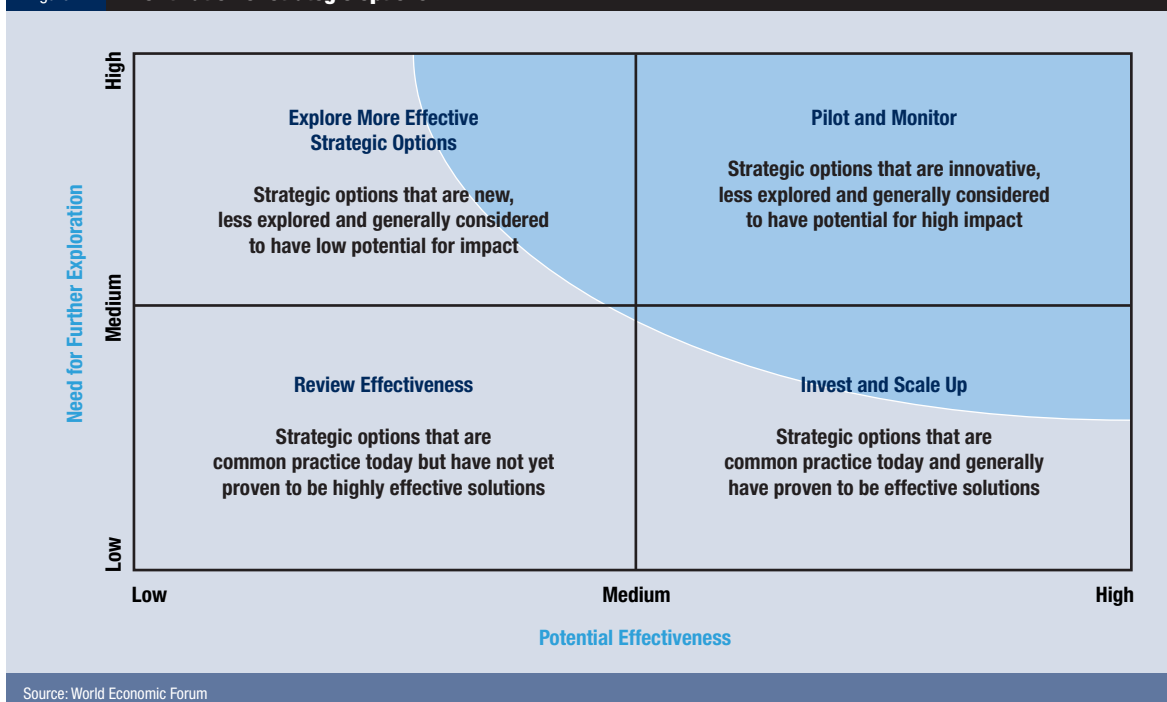 High
Explore More Effective
Strategic Options
Strategic options that are new,
less explored and generally considered
to have low potential for impact
Pilot and Monitor
Strategic options that are innovative,
less explored and generally considered
to have potential for high impact
Need for Further Exploration
Medium
Review Effectiveness
Strategic options that are
common practice today but have not yet
proven to be highly effective solutions
Invest and Scale Up
Strategic options that are
common practice today and generally
have proven to be effective solutions
Low
Low
Medium
High
Potential Effectiveness
Source: World Economic Forum